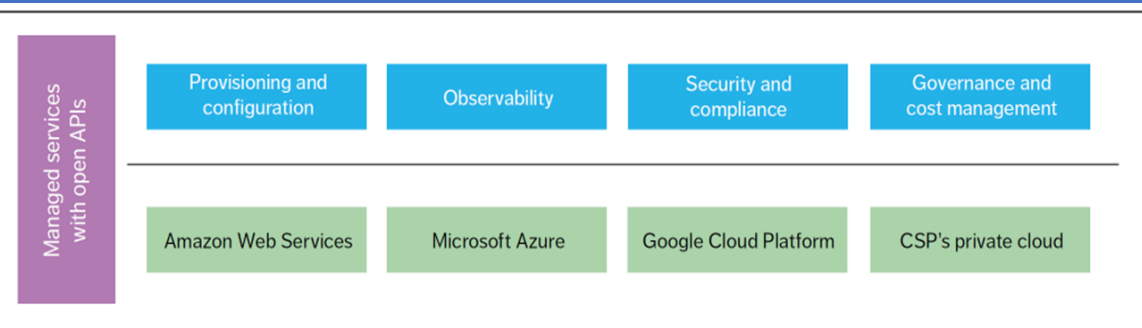 Managed services
with open APIs
Provisioning and
configuration
Observability
Security and
compliance
Governance and
cost management
Amazon Web Services
Microsoft Azure
Google Cloud Platform
CSP's private cloud